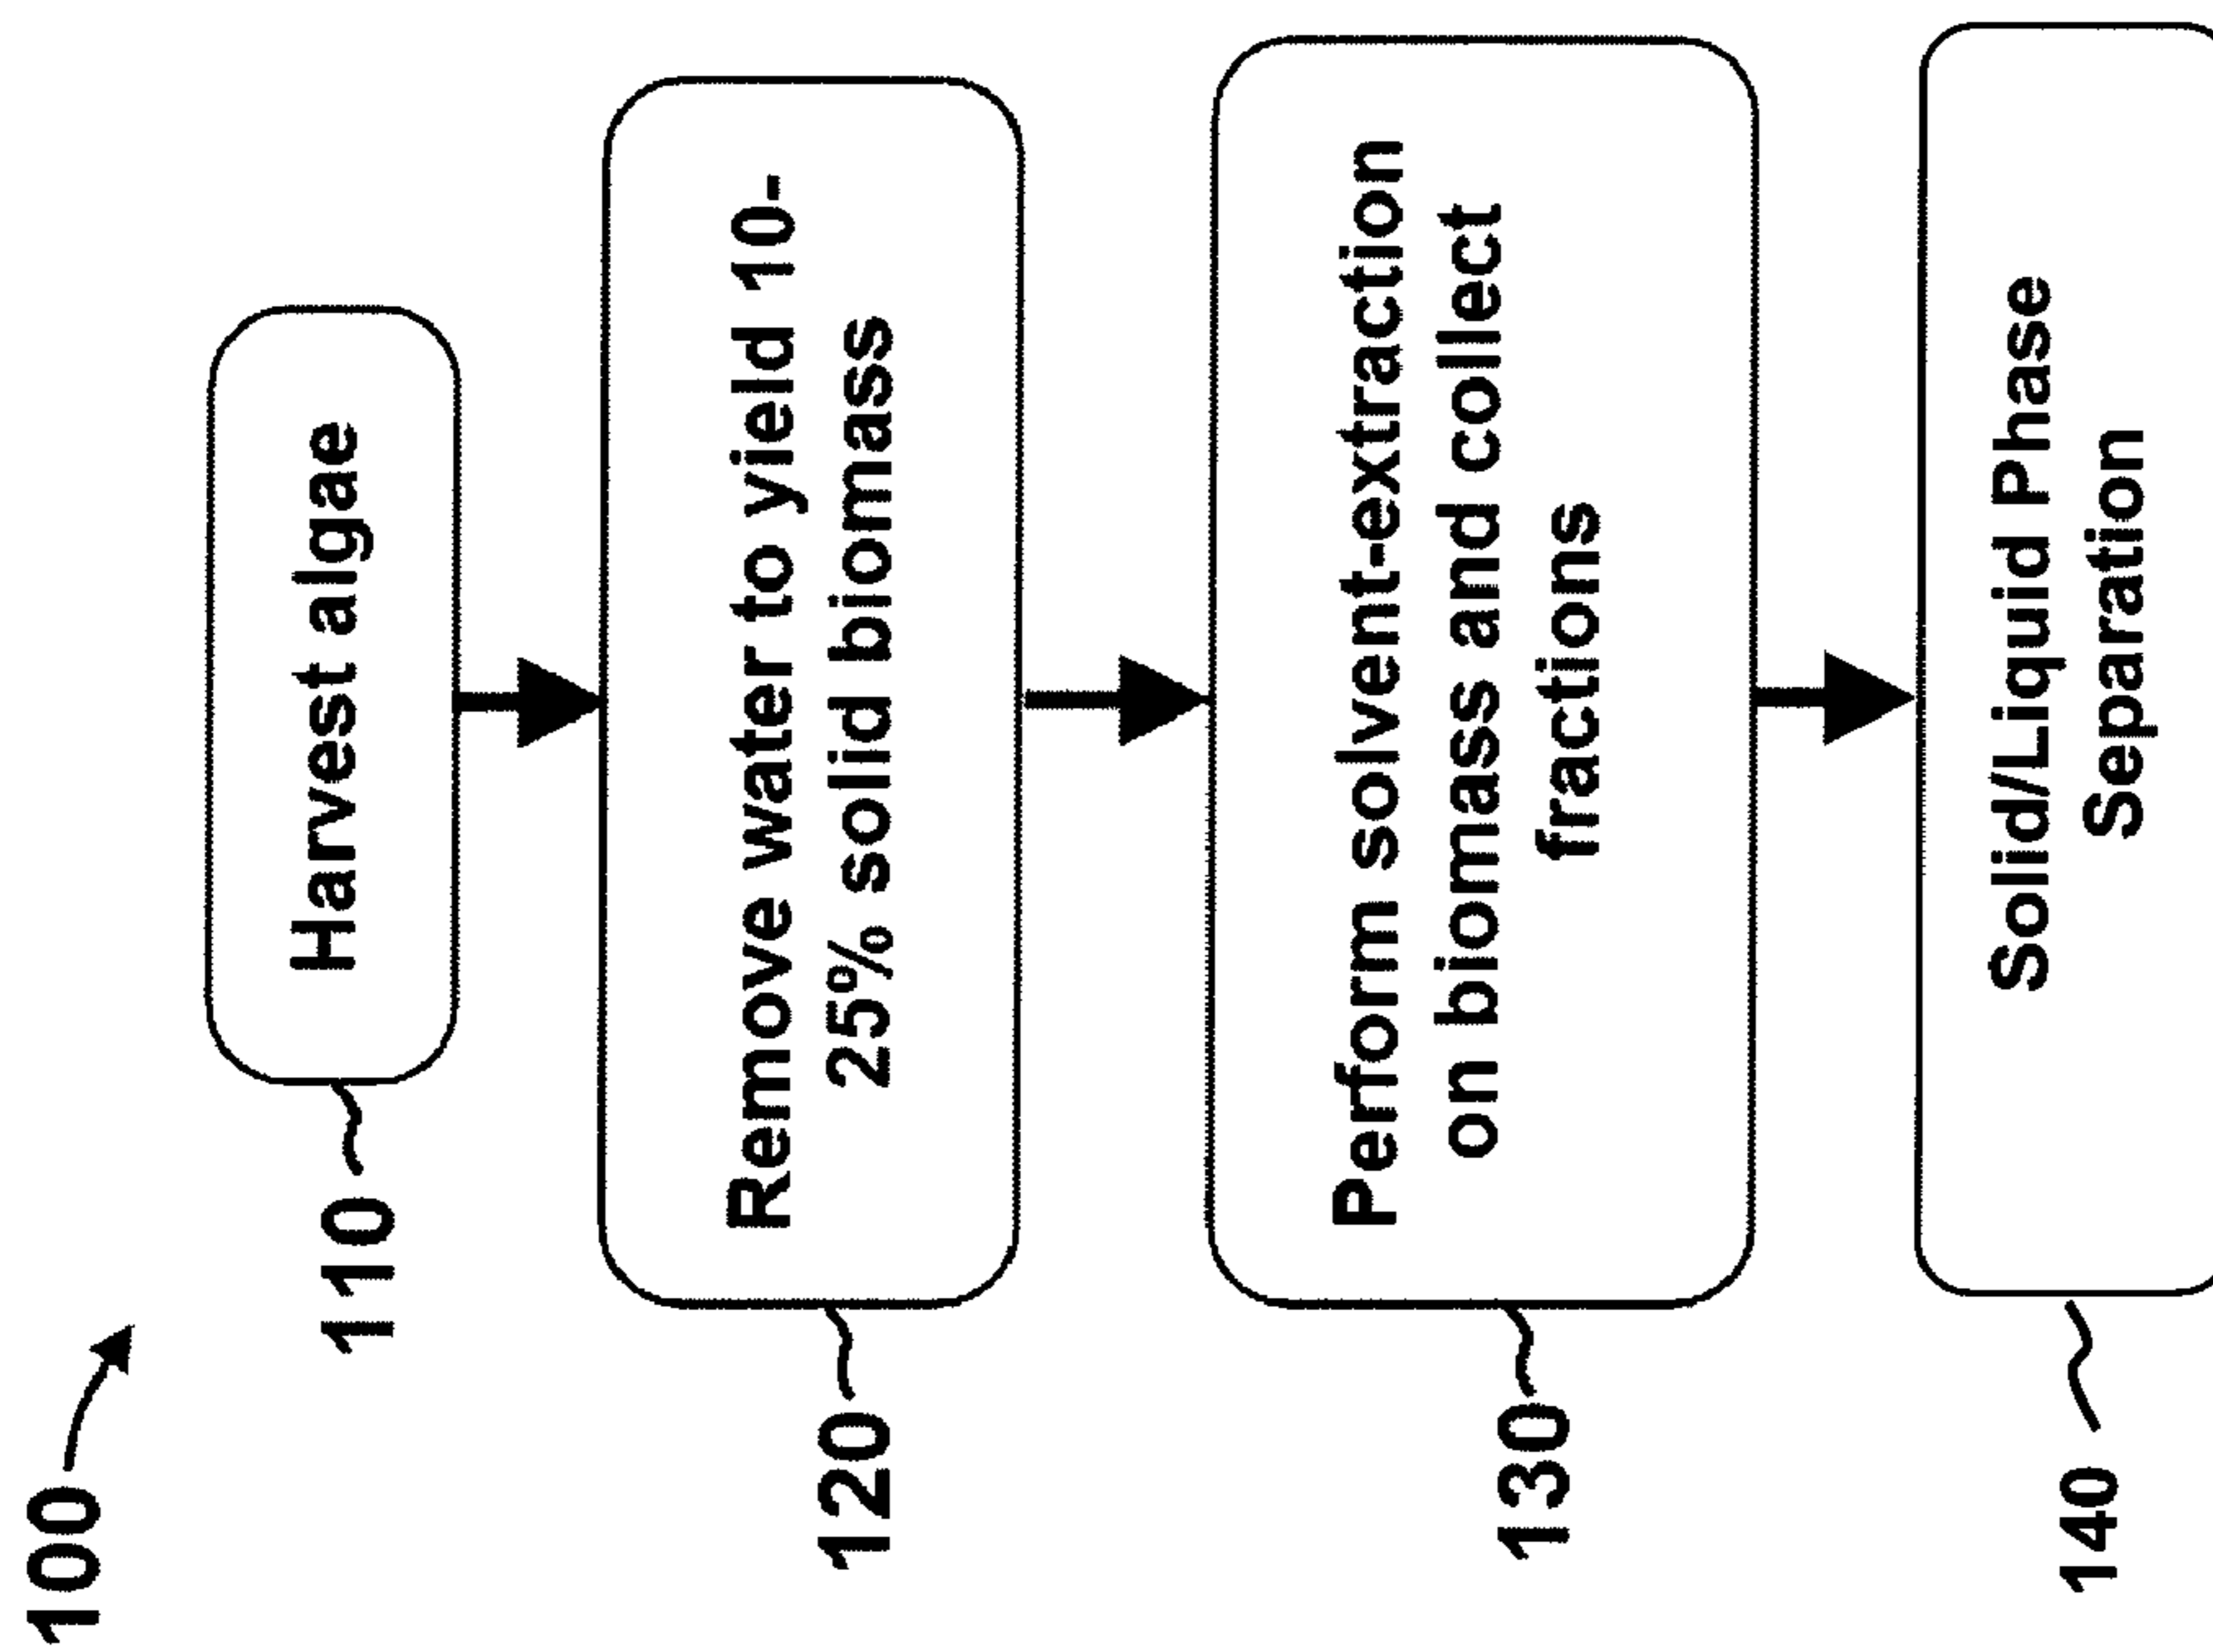 100
110
Harvest algae
120
Remove water to yield 10-
25% solid biomass
130
Perform solvent-extraction
on biomass and collect
fractions
140
Solid/Liquid Phase
Separation